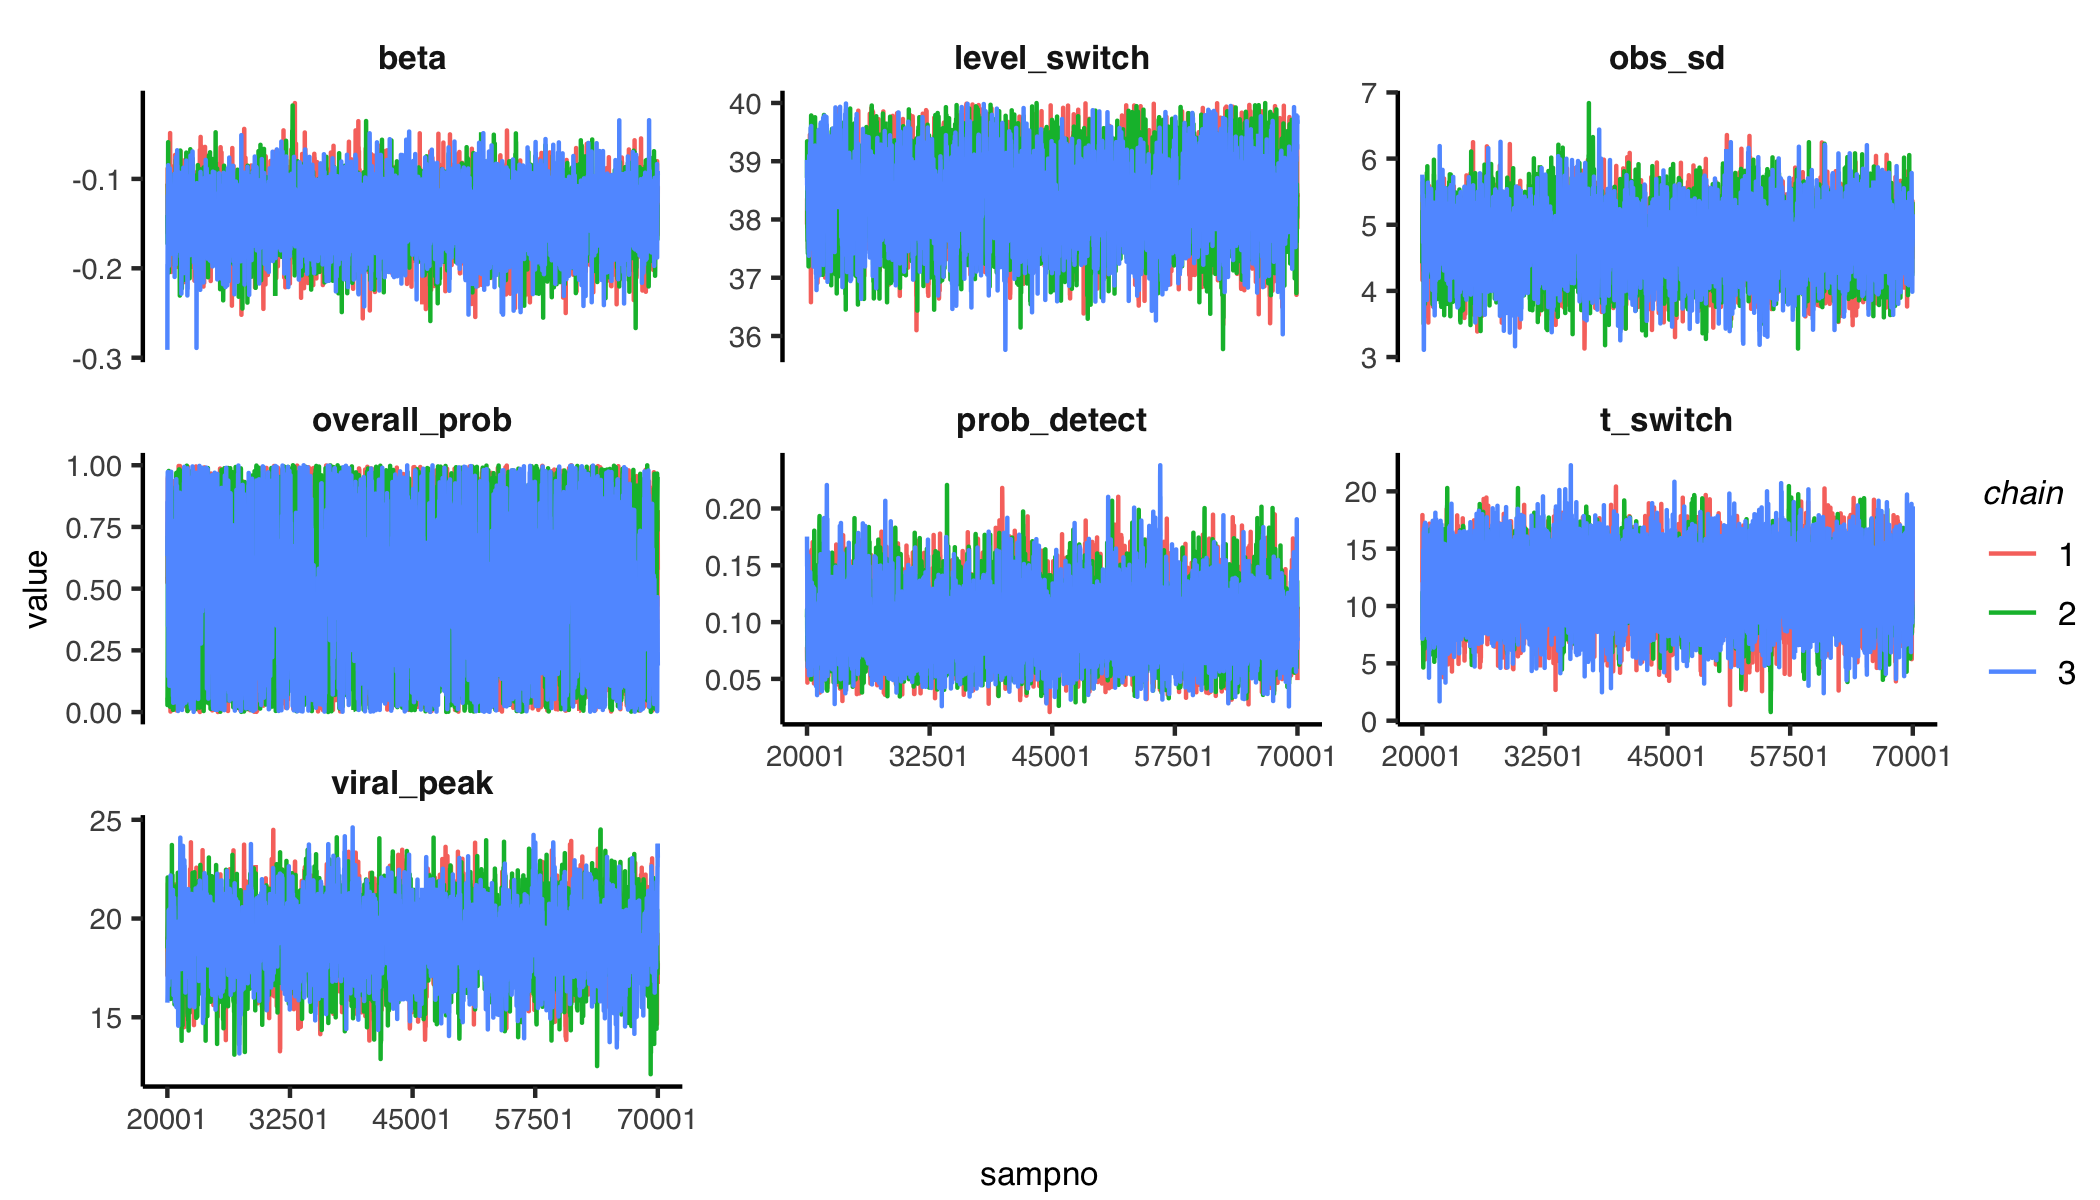 beta
level_switch
obs_sd
-0.1
-0.2
-0.3
40
39
38
37
36
7
6
5
4
3
overall_prob
prob_detect
t_switch
value
1.00
0.75
0.50
0.25
0.00
0.20
0.15
0.10
0.05
20001 32501 45001 57501 70001
20
15
10
5
0
20001 32501 45001 57501 70001
chain
1
2
3
viral_peak
25
20
15
20001 32501 45001 57501 70001
sampno